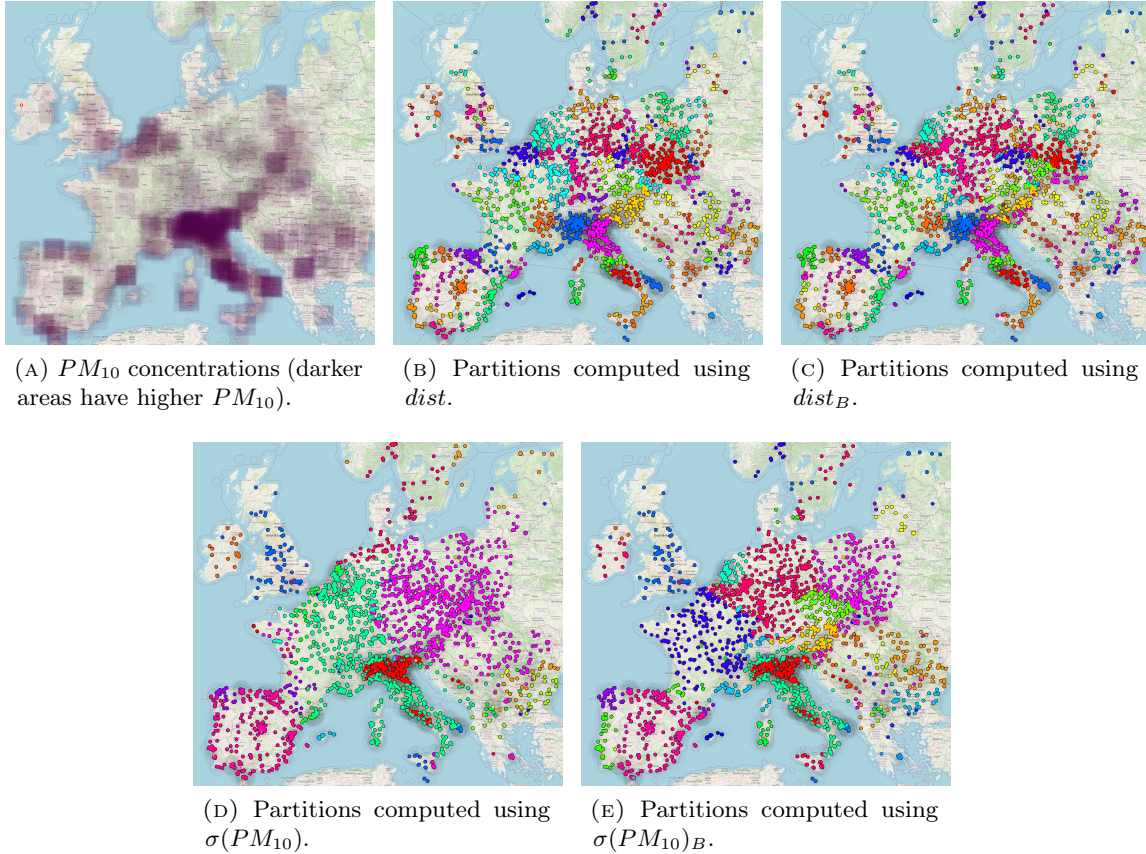 (A) PM10 concentrations (darker
areas have higher PM10).
(B) Partitions computed using
dist.
(C) Partitions computed using
distB.
(D) Partitions computed using
σ(PM10).
(E) Partitions computed using
σ(PM10)B.